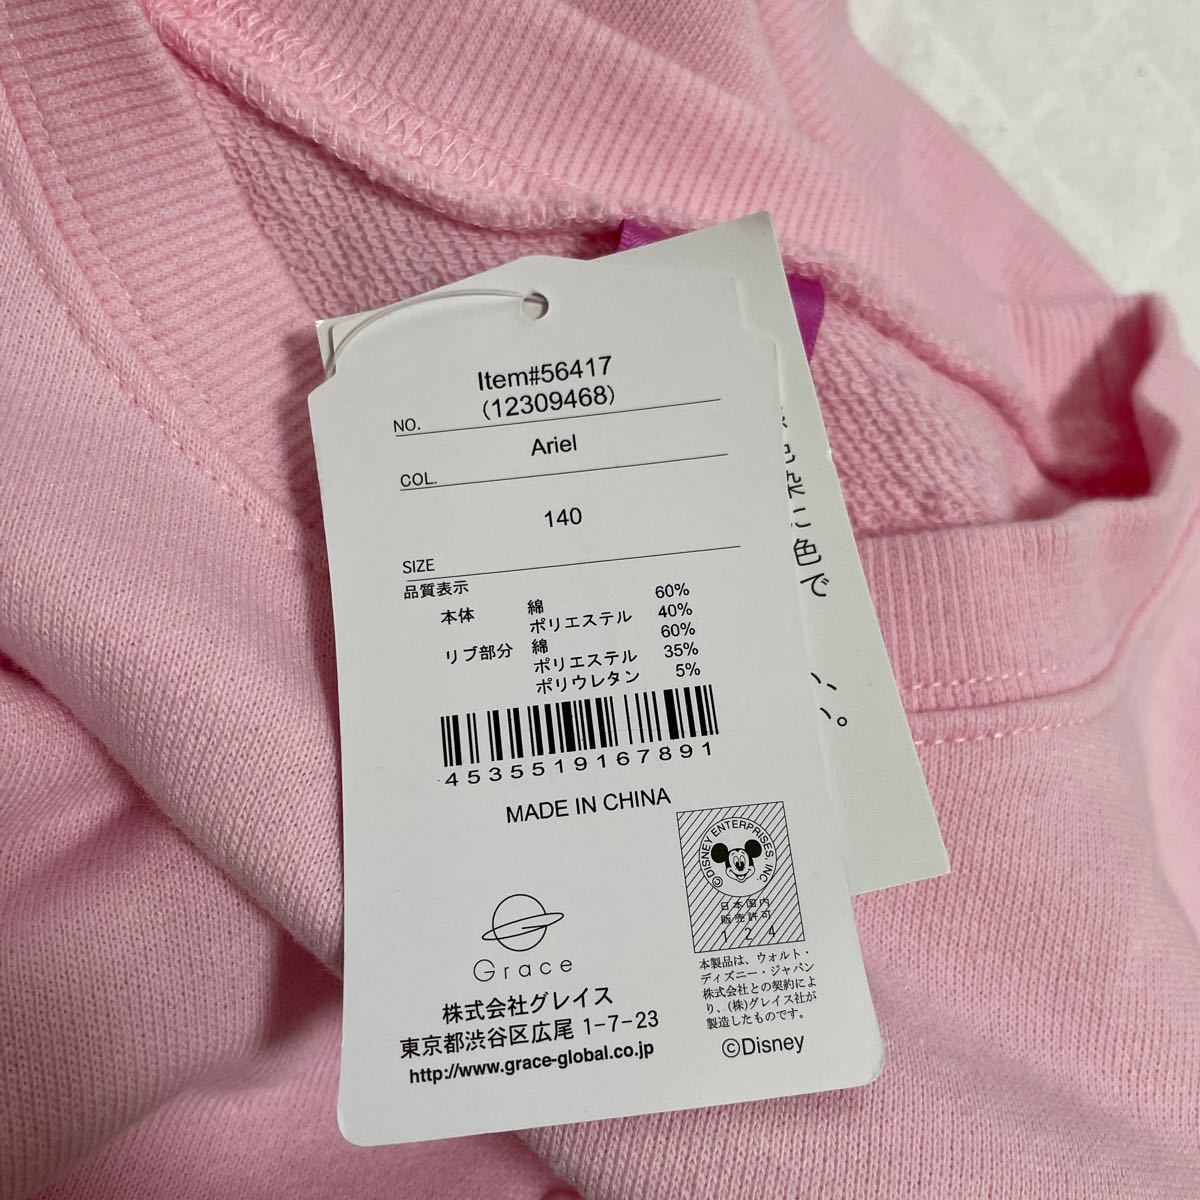 Item#56417
(12309468)
NO.
Ariel
COL.
140
SIZE
品質表示
本体 綿 60%
ポリエステル 40%
リブ部分 綿 60%
ポリエステル 35%
ポリウレタン 5%
4535519167891
MADE IN CHINA
©DISNEY ENTERPRISES, INC.
日本国内
販売許可
124
Grace
株式会社グレイス
東京都渋谷区広尾 1-7-23
http://www.grace-global.co.jp
本製品は、ウォルト・
ディズニー・ジャパン
株式会社との契約によ
り、(株)グレイス社が
製造したものです。
©Disney
染に
色で
い、
い。